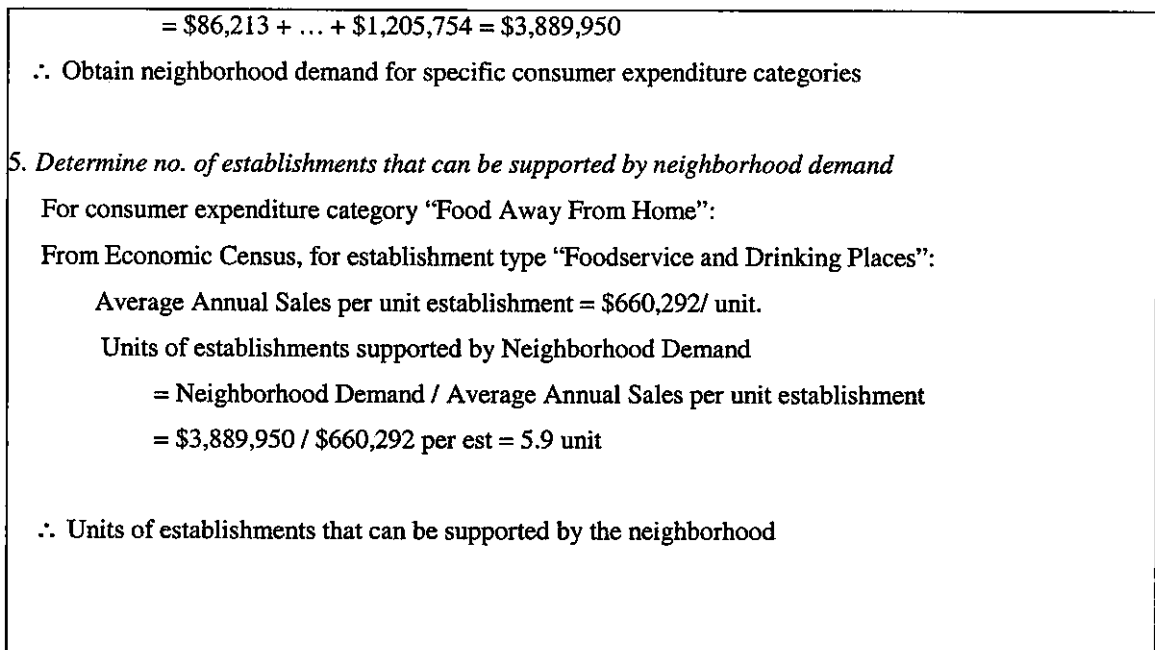 = $86,213 + ... + $1,205,754 = $3,889,950
∴ Obtain neighborhood demand for specific consumer expenditure categories
5. Determine no. of establishments that can be supported by neighborhood demand
For consumer expenditure category “Food Away From Home”:
From Economic Census, for establishment type “Foodservice and Drinking Places”:
Average Annual Sales per unit establishment = $660,292/ unit.
Units of establishments supported by Neighborhood Demand
= Neighborhood Demand / Average Annual Sales per unit establishment
= $3,889,950 / $660,292 per est = 5.9 unit
∴ Units of establishments that can be supported by the neighborhood